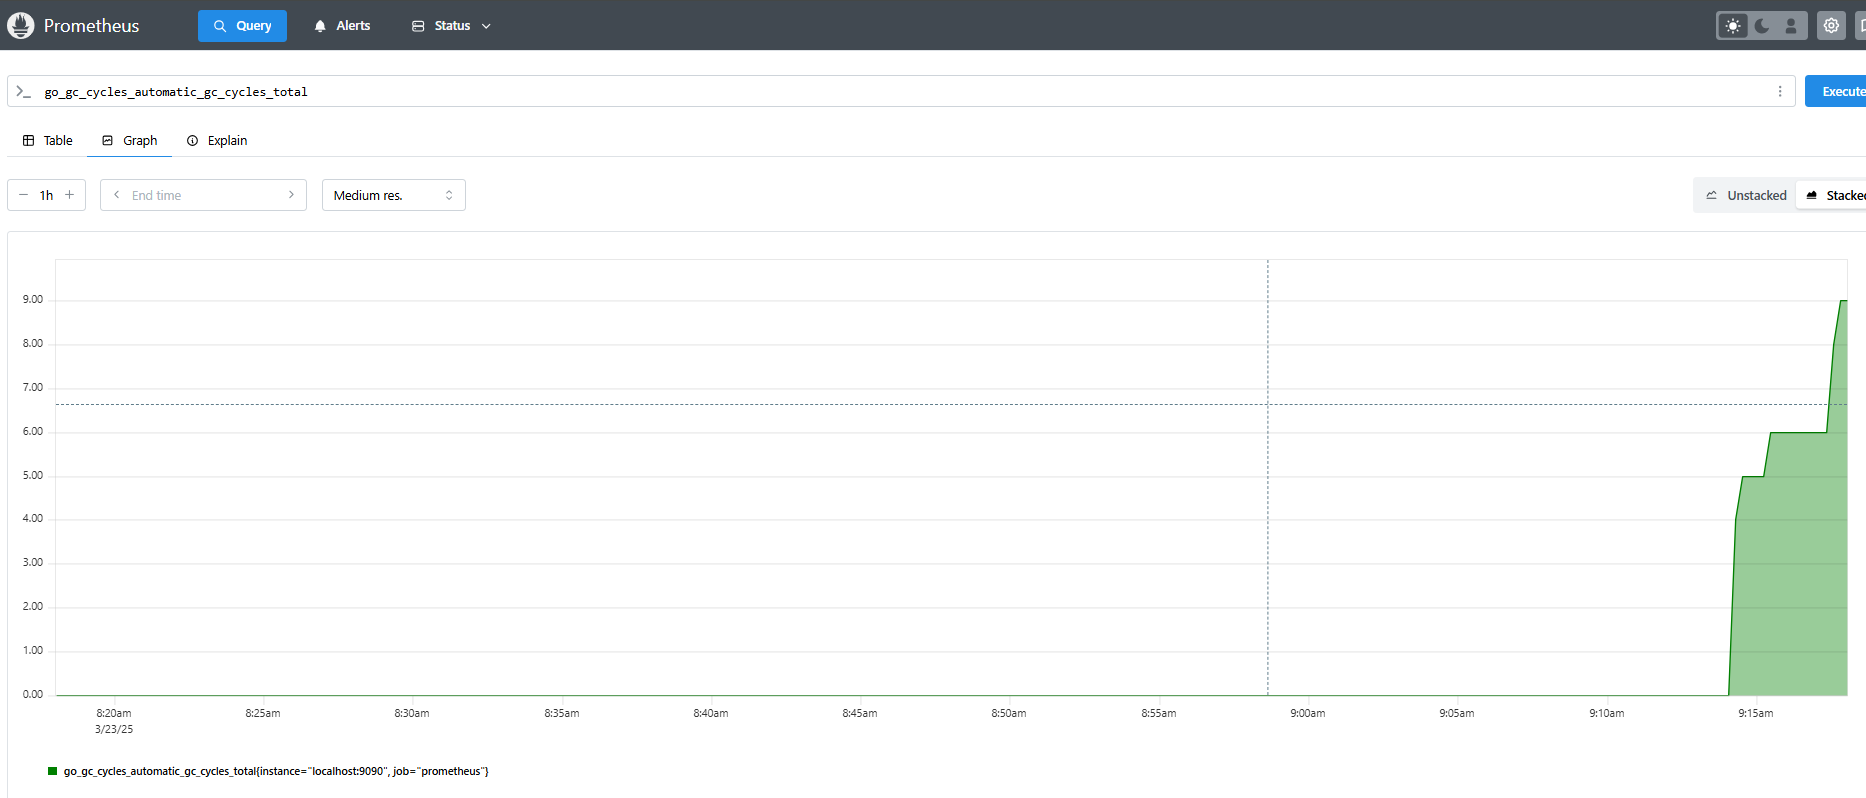 Prometheus Query Alerts Status
go_gc_cycles_automatic_gc_cycles_total
Execute
Table Graph Explain
1h End time Medium res. Unstacked Stacked
9.00
8.00
7.00
6.00
5.00
4.00
3.00
2.00
1.00
0.00
8:20am 8:25am 8:30am 8:35am 8:40am 8:45am 8:50am 8:55am 9:00am 9:05am 9:10am 9:15am
3/23/25
go_gc_cycles_automatic_gc_cycles_total{instance="localhost:9090", job="prometheus"}